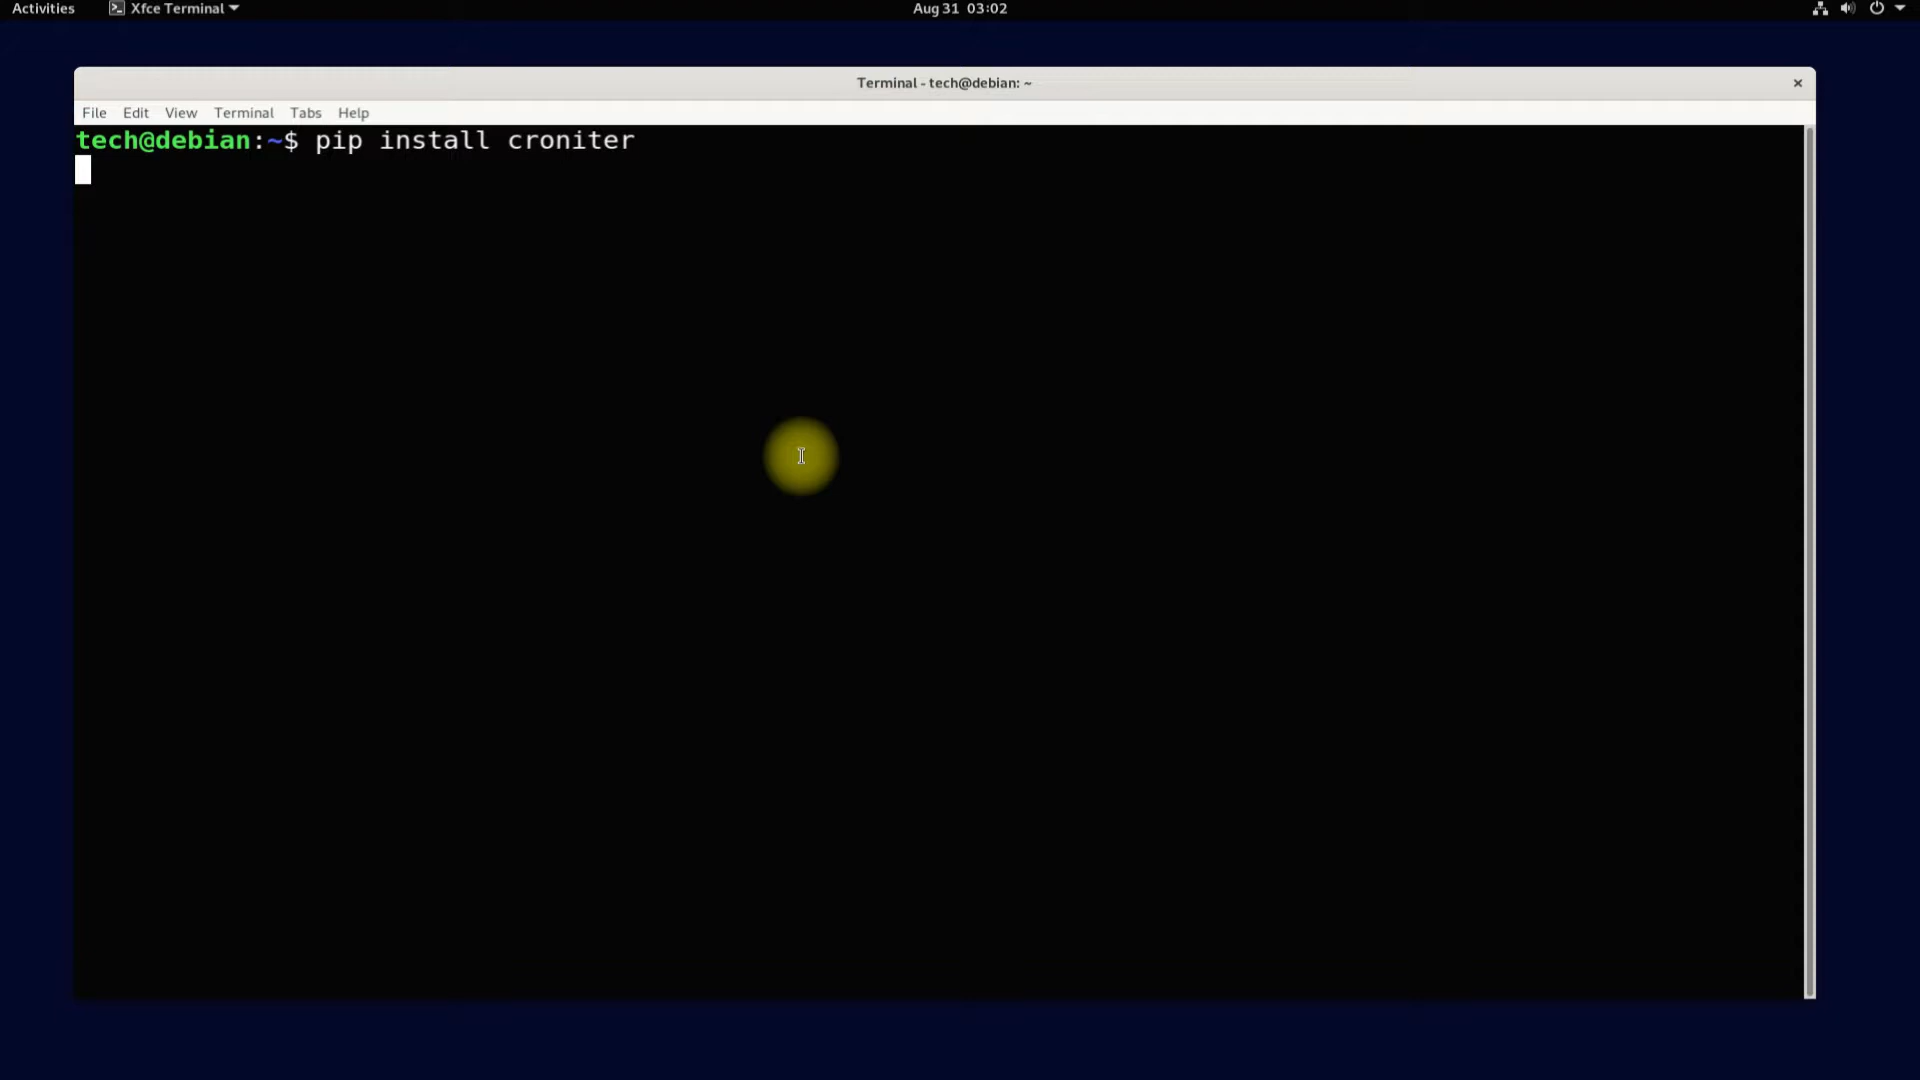 Activities Xfce Terminal Aug 31 03:02
Terminal - tech@debian: ~
File Edit View Terminal Tabs Help
tech@debian:~$ pip install croniter